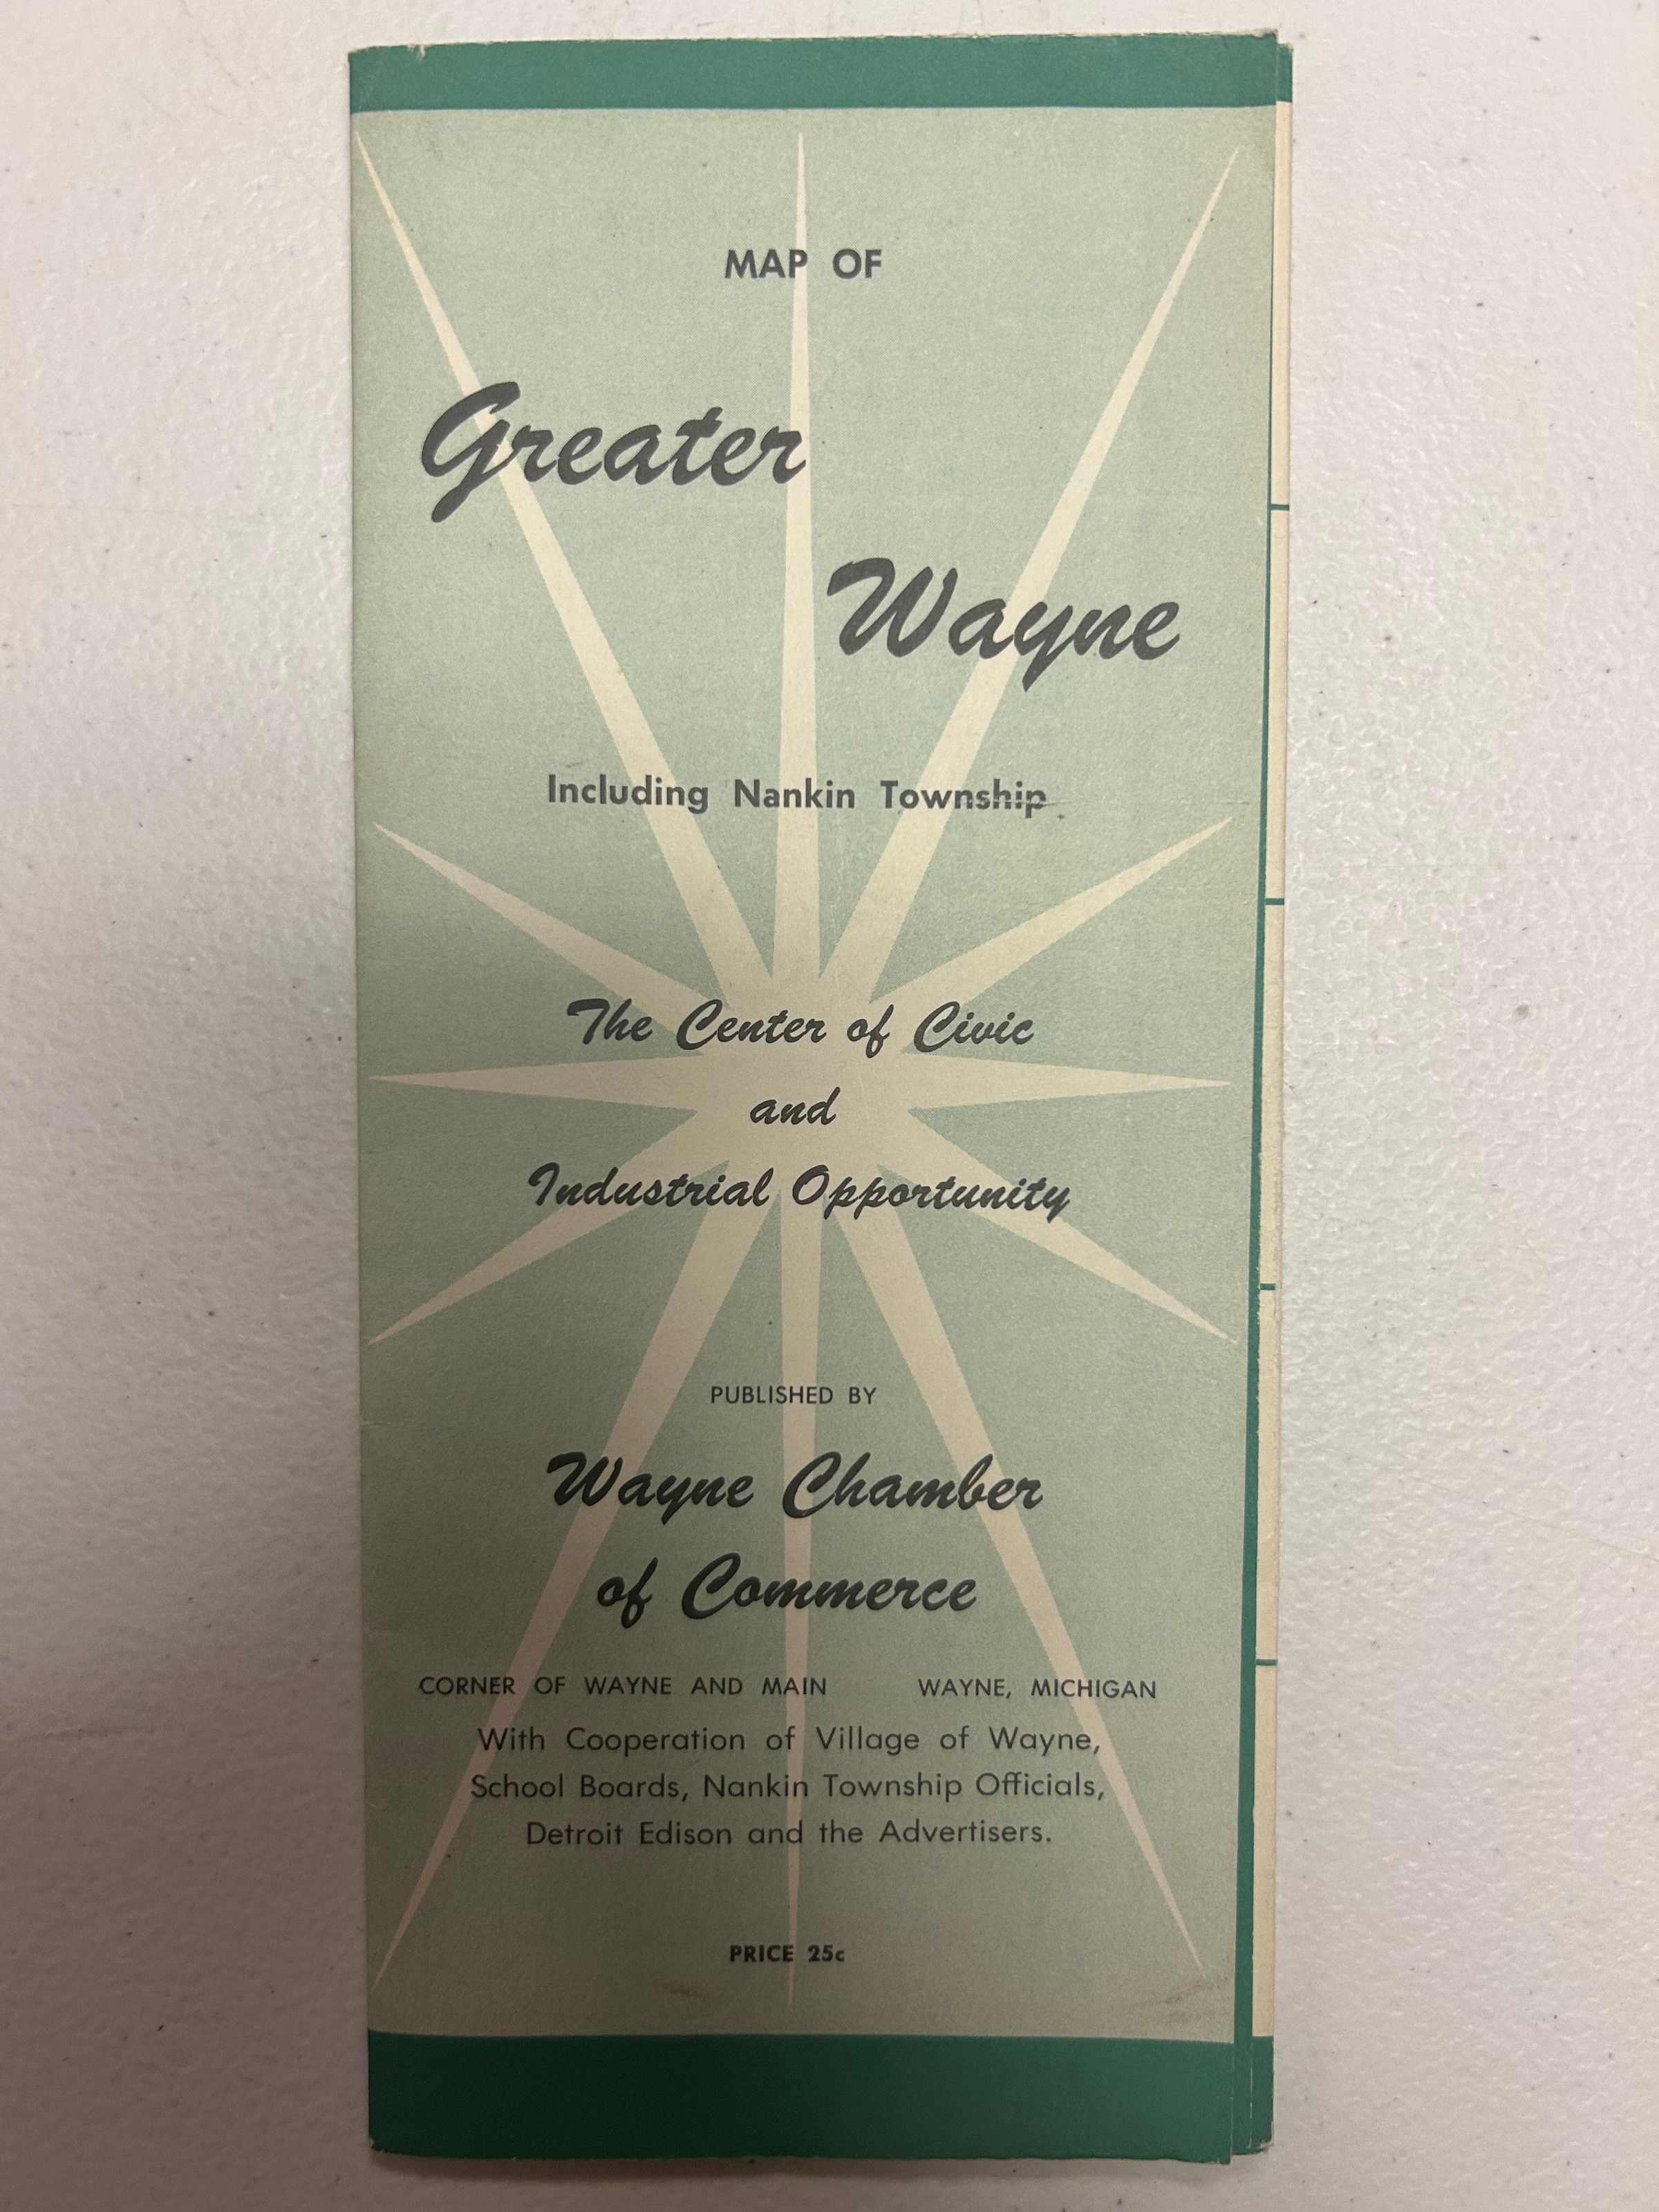 MAP OF
Greater
Wayne
Including Nankin Township
The Center of Civic
and
Industrial Opportunity
PUBLISHED BY
Wayne Chamber
of Commerce
CORNER OF WAYNE AND MAIN WAYNE, MICHIGAN
With Cooperation of Village of Wayne,
School Boards, Nankin Township Officials,
Detroit Edison and the Advertisers.
PRICE 25c